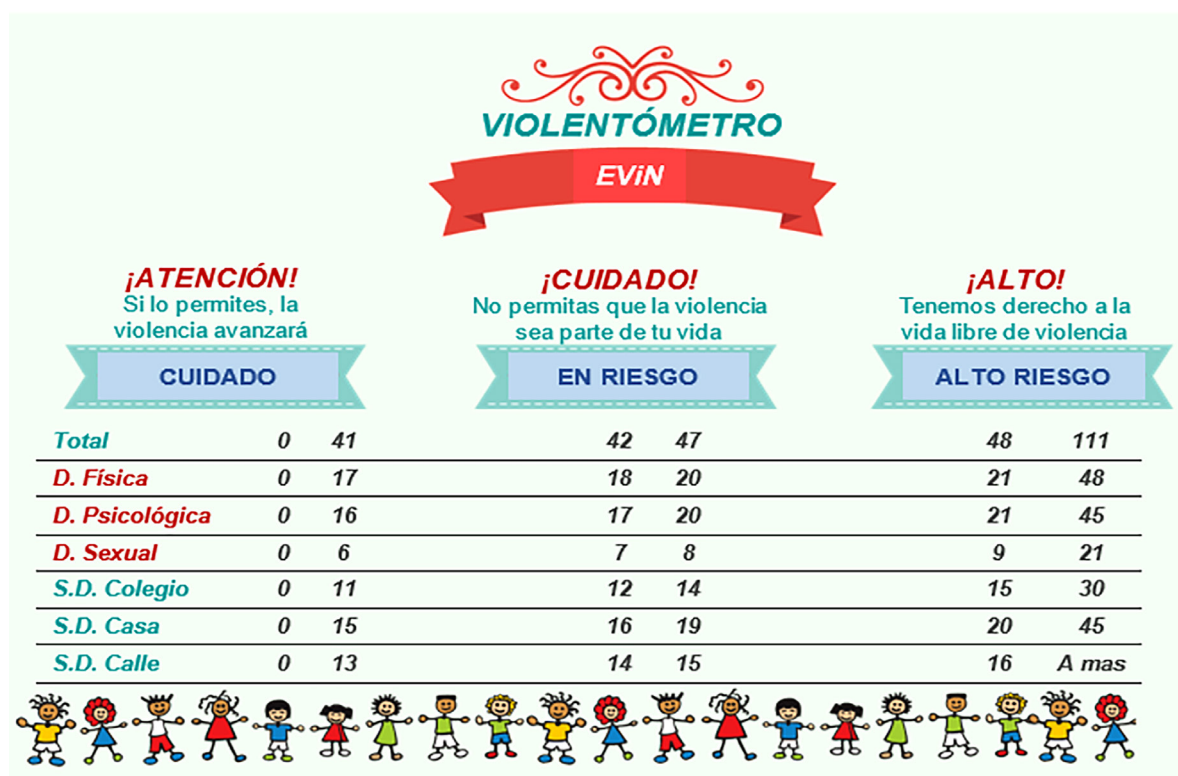 VIOLENTÓMETRO
EViN
¡ATENCIÓN!
Si lo permites, la
violencia avanzará
CUIDADO
¡CUIDADO!
No permitas que la violencia
sea parte de tu vida
EN RIESGO
¡ALTO!
Tenemos derecho a la
vida libre de violencia
ALTO RIESGO
Total 0 41 42 47 48 111
D. Física 0 17 18 20 21 48
D. Psicológica 0 16 17 20 21 45
D. Sexual 0 6 7 8 9 21
S.D. Colegio 0 11 12 14 15 30
S.D. Casa 0 15 16 19 20 45
S.D. Calle 0 13 14 15 16 A mas